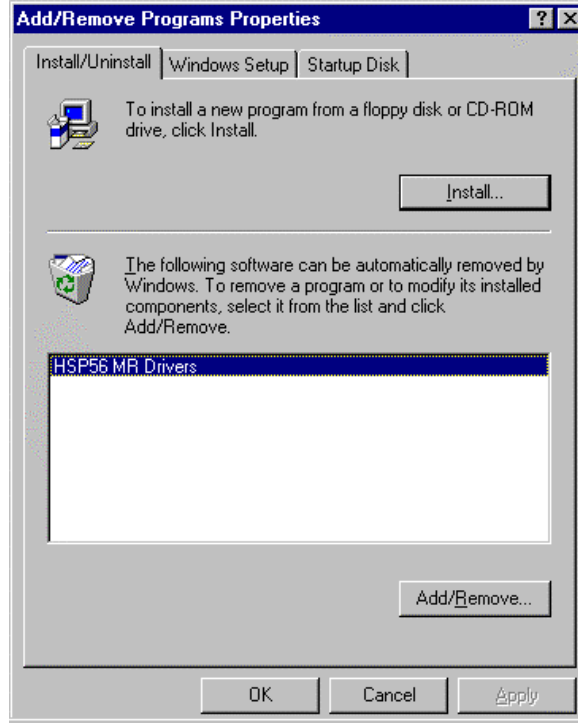 Add/Remove Programs Properties
Install/Uninstall
Windows Setup
Startup Disk
To install a new program from a floppy disk or CD-ROM
drive, click Install.
Install...
The following software can be automatically removed by
Windows. To remove a program or to modify its installed
components, select it from the list and click
Add/Remove.
HSP56 MR Drivers
Add/Remove...
OK
Cancel
Apply